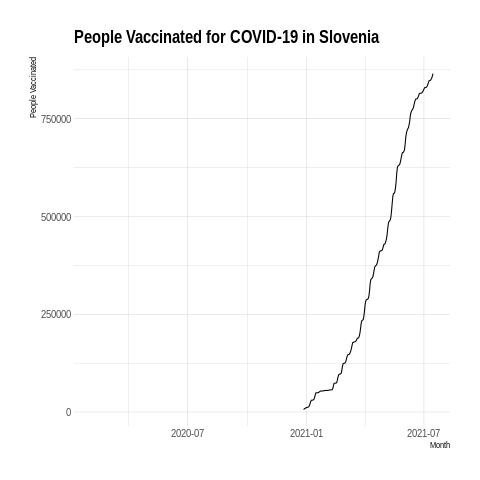 People Vaccinated for COVID-19 in Slovenia
People Vaccinated
750000
500000
250000
0
2020-07
2021-01
2021-07
Month